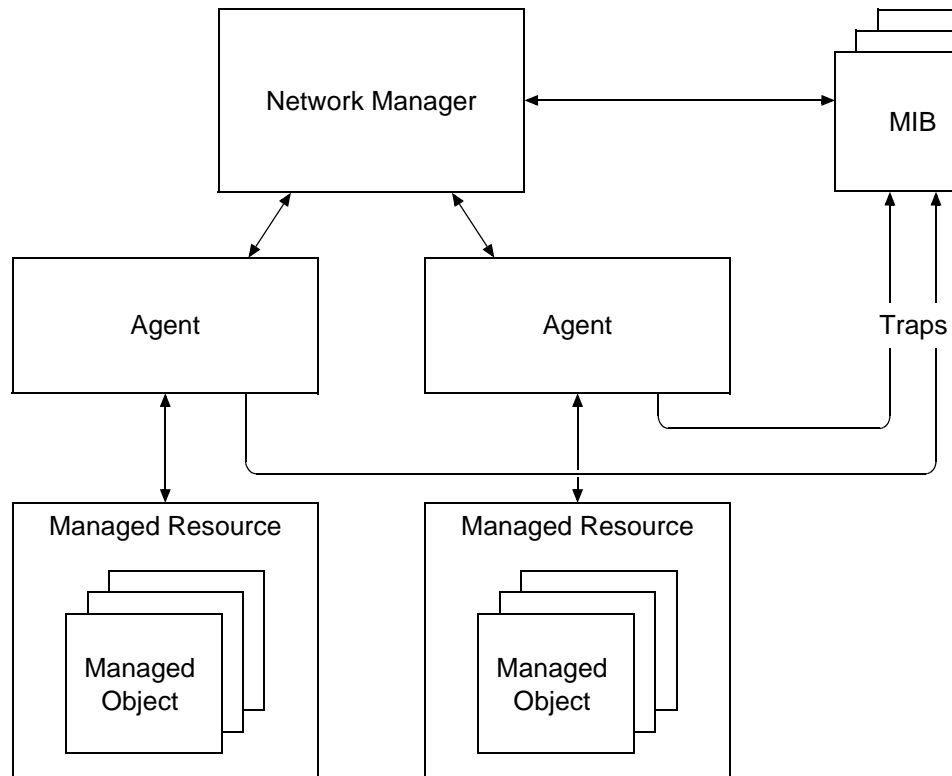 Network Manager
MIB
Agent
Agent
Traps
Managed Resource
Managed Resource
Managed
Object
Managed
Object